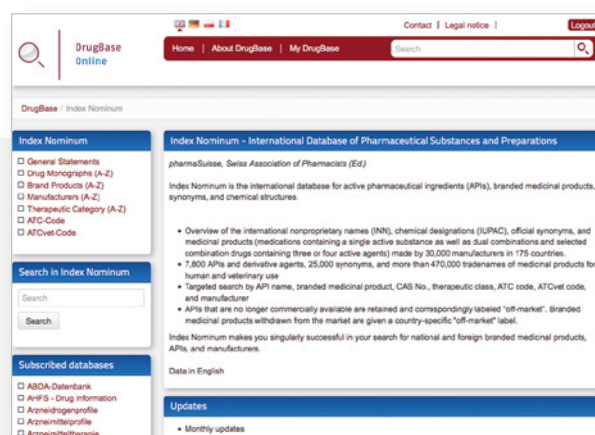 Contact | Legal notice |
Logout
DrugBase
Online
Home | About DrugBase | My DrugBase
Search
DrugBase / Index Nominum
Index Nominum
General Statements
Drug Monographs (A-Z)
Brand Products (A-Z)
Manufacturers (A-Z)
Therapeutic Category (A-Z)
ATC-Code
ATCvet-Code
Search in Index Nominum
Search
Search
Subscribed databases
ABDA-Datenbank
AHFS - Drug information
Arzneidrogenprofile
Arzneimittelprofile
Arzneimitteltherapie
Index Nominum - International Database of Pharmaceutical Substances and Preparations
pharmaSuisse, Swiss Association of Pharmacists (Ed.)
Index Nominum is the international database for active pharmaceutical ingredients (APIs), branded medicinal products,
synonyms, and chemical structures.
• Overview of the international nonproprietary names (INN), chemical designations (IUPAC), official synonyms, and
medicinal products (medications containing a single active substance as well as dual combinations and selected
combination drugs containing three or four active agents) made by 30,000 manufacturers in 175 countries.
• 7,800 APIs and derivative agents, 25,000 synonyms, and more than 470,000 tradenames of medicinal products for
human and veterinary use
• Targeted search by API name, branded medicinal product, CAS No., therapeutic class, ATC code, ATCvet code,
and manufacturer
• APIs that are no longer commercially available are retained and correspondingly labeled "off-market". Branded
medicinal products withdrawn from the market are given a country-specific "off-market" label.
Index Nominum makes you singularly successful in your search for national and foreign branded medicinal products,
APIs, and manufacturers.
Data in English
Updates
• Monthly updates